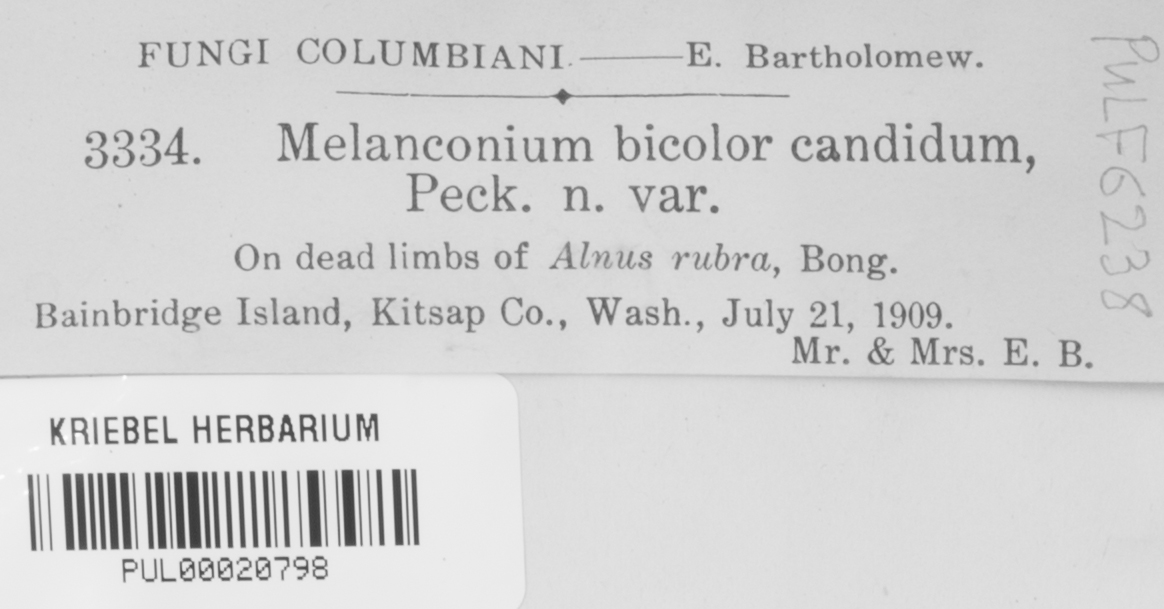 FUNGI COLUMBIANI.——E. Bartholomew.
3334. Melanconium bicolor candidum,
Peck. n. var.
On dead limbs of Alnus rubra, Bong.
Bainbridge Island, Kitsap Co., Wash., July 21, 1909.
Mr. & Mrs. E. B.
PULF6238
KRIEBEL HERBARIUM
PUL00020798